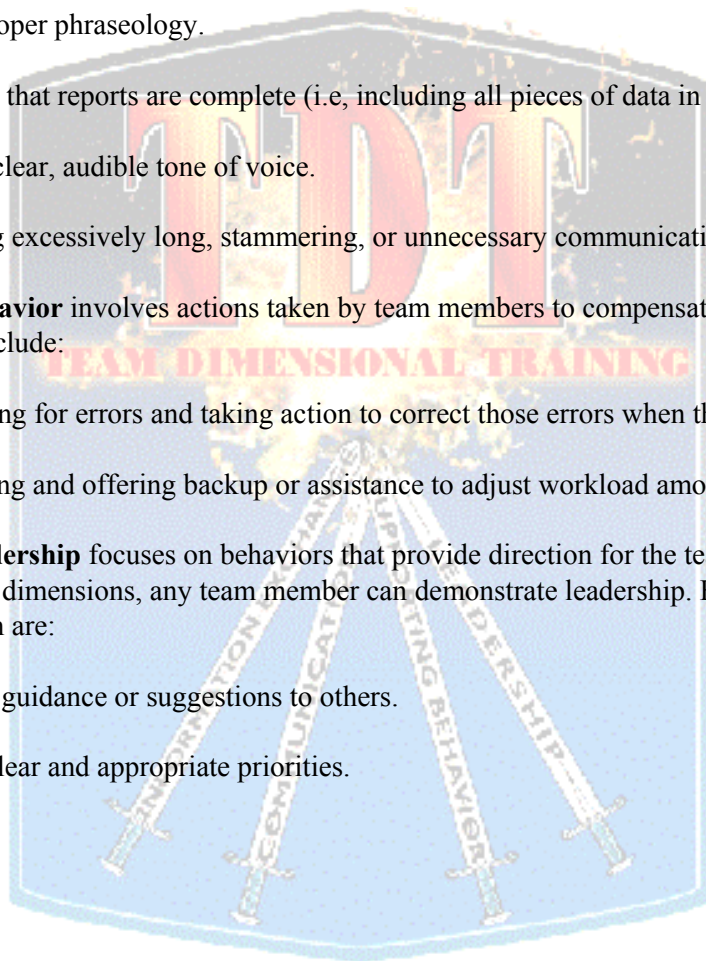 oper phraseology.
that reports are complete (i.e, including all pieces of data in
clear, audible tone of voice.
g excessively long, stammering, or unnecessary communicati
avior involves actions taken by team members to compensat
clude:
ng for errors and taking action to correct those errors when th
ng and offering backup or assistance to adjust workload amo
dership focuses on behaviors that provide direction for the te
dimensions, any team member can demonstrate leadership.
n are:
guidance or suggestions to others.
lear and appropriate priorities.
TDT
TEAM DIMENSIONAL TRAINING
INFORMATION EXCHAN
COMMUNICATION
SUPPORTING BEHAVIOR
LEADERSHIP